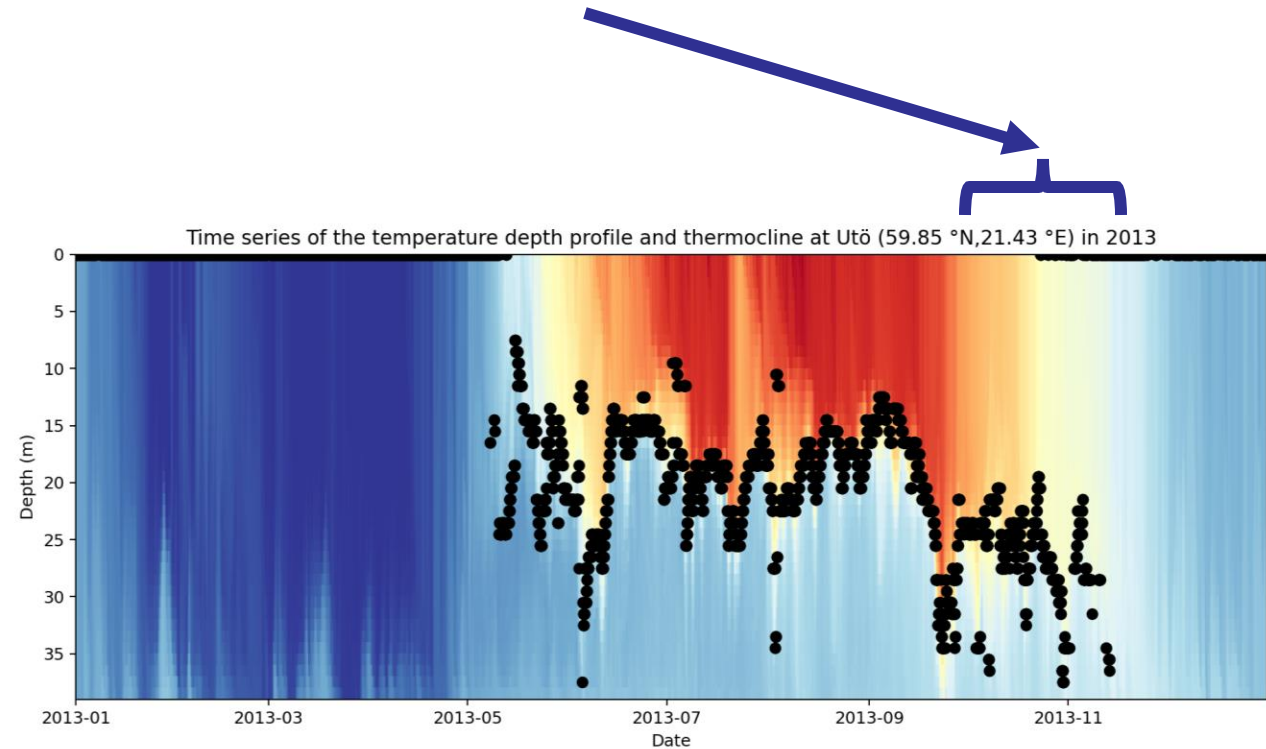 Time series of the temperature depth profile and thermocline at Utö (59.85 °N,21.43 °E) in 2013
0
5
10
15
20
25
30
35
Depth (m)
2013-01 2013-03 2013-05 2013-07 2013-09 2013-11
Date